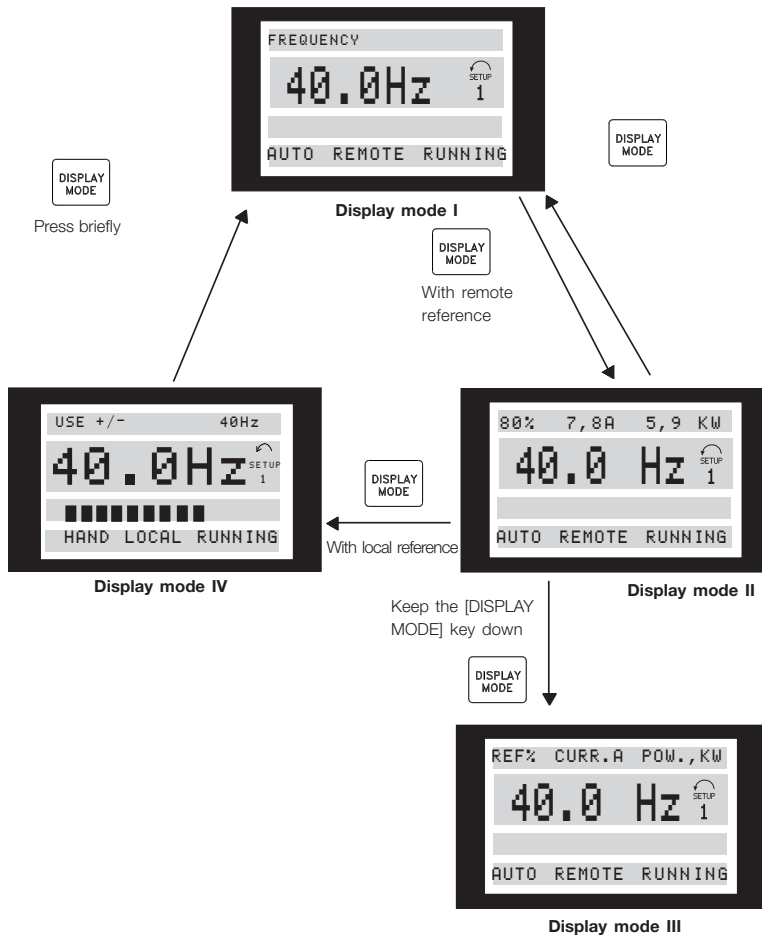 FREQUENCY
40.0Hz
SETUP
1
AUTO REMOTE RUNNING
Display mode I
DISPLAY
MODE
DISPLAY
MODE
Press briefly
DISPLAY
MODE
With remote
reference
USE +/- 40Hz
40.0Hz
SETUP
1
HAND LOCAL RUNNING
Display mode IV
DISPLAY
MODE
With local reference
80% 7,8A 5,9 KW
40.0 Hz
SETUP
1
AUTO REMOTE RUNNING
Display mode II
Keep the [DISPLAY
MODE] key down
DISPLAY
MODE
REF% CURR.A POW.,KW
40.0 Hz
SETUP
1
AUTO REMOTE RUNNING
Display mode III